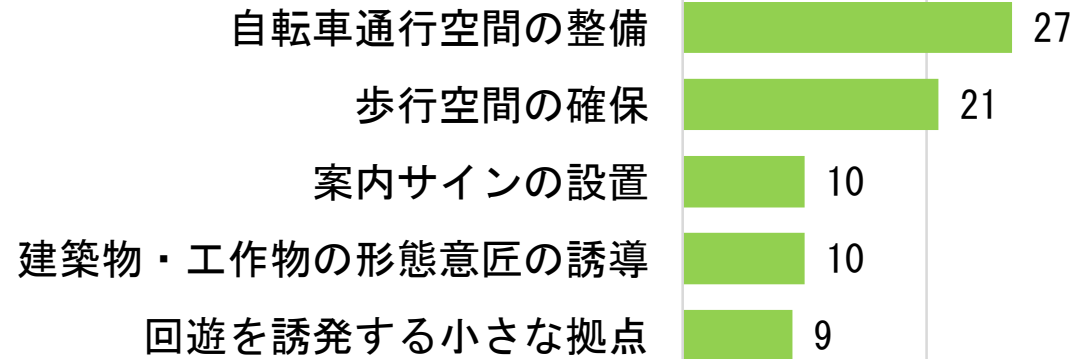 自転車通行空間の整備 27
歩行空間の確保 21
案内サインの設置 10
建築物・工作物の形態意匠の誘導 10
回遊を誘発する小さな拠点 9